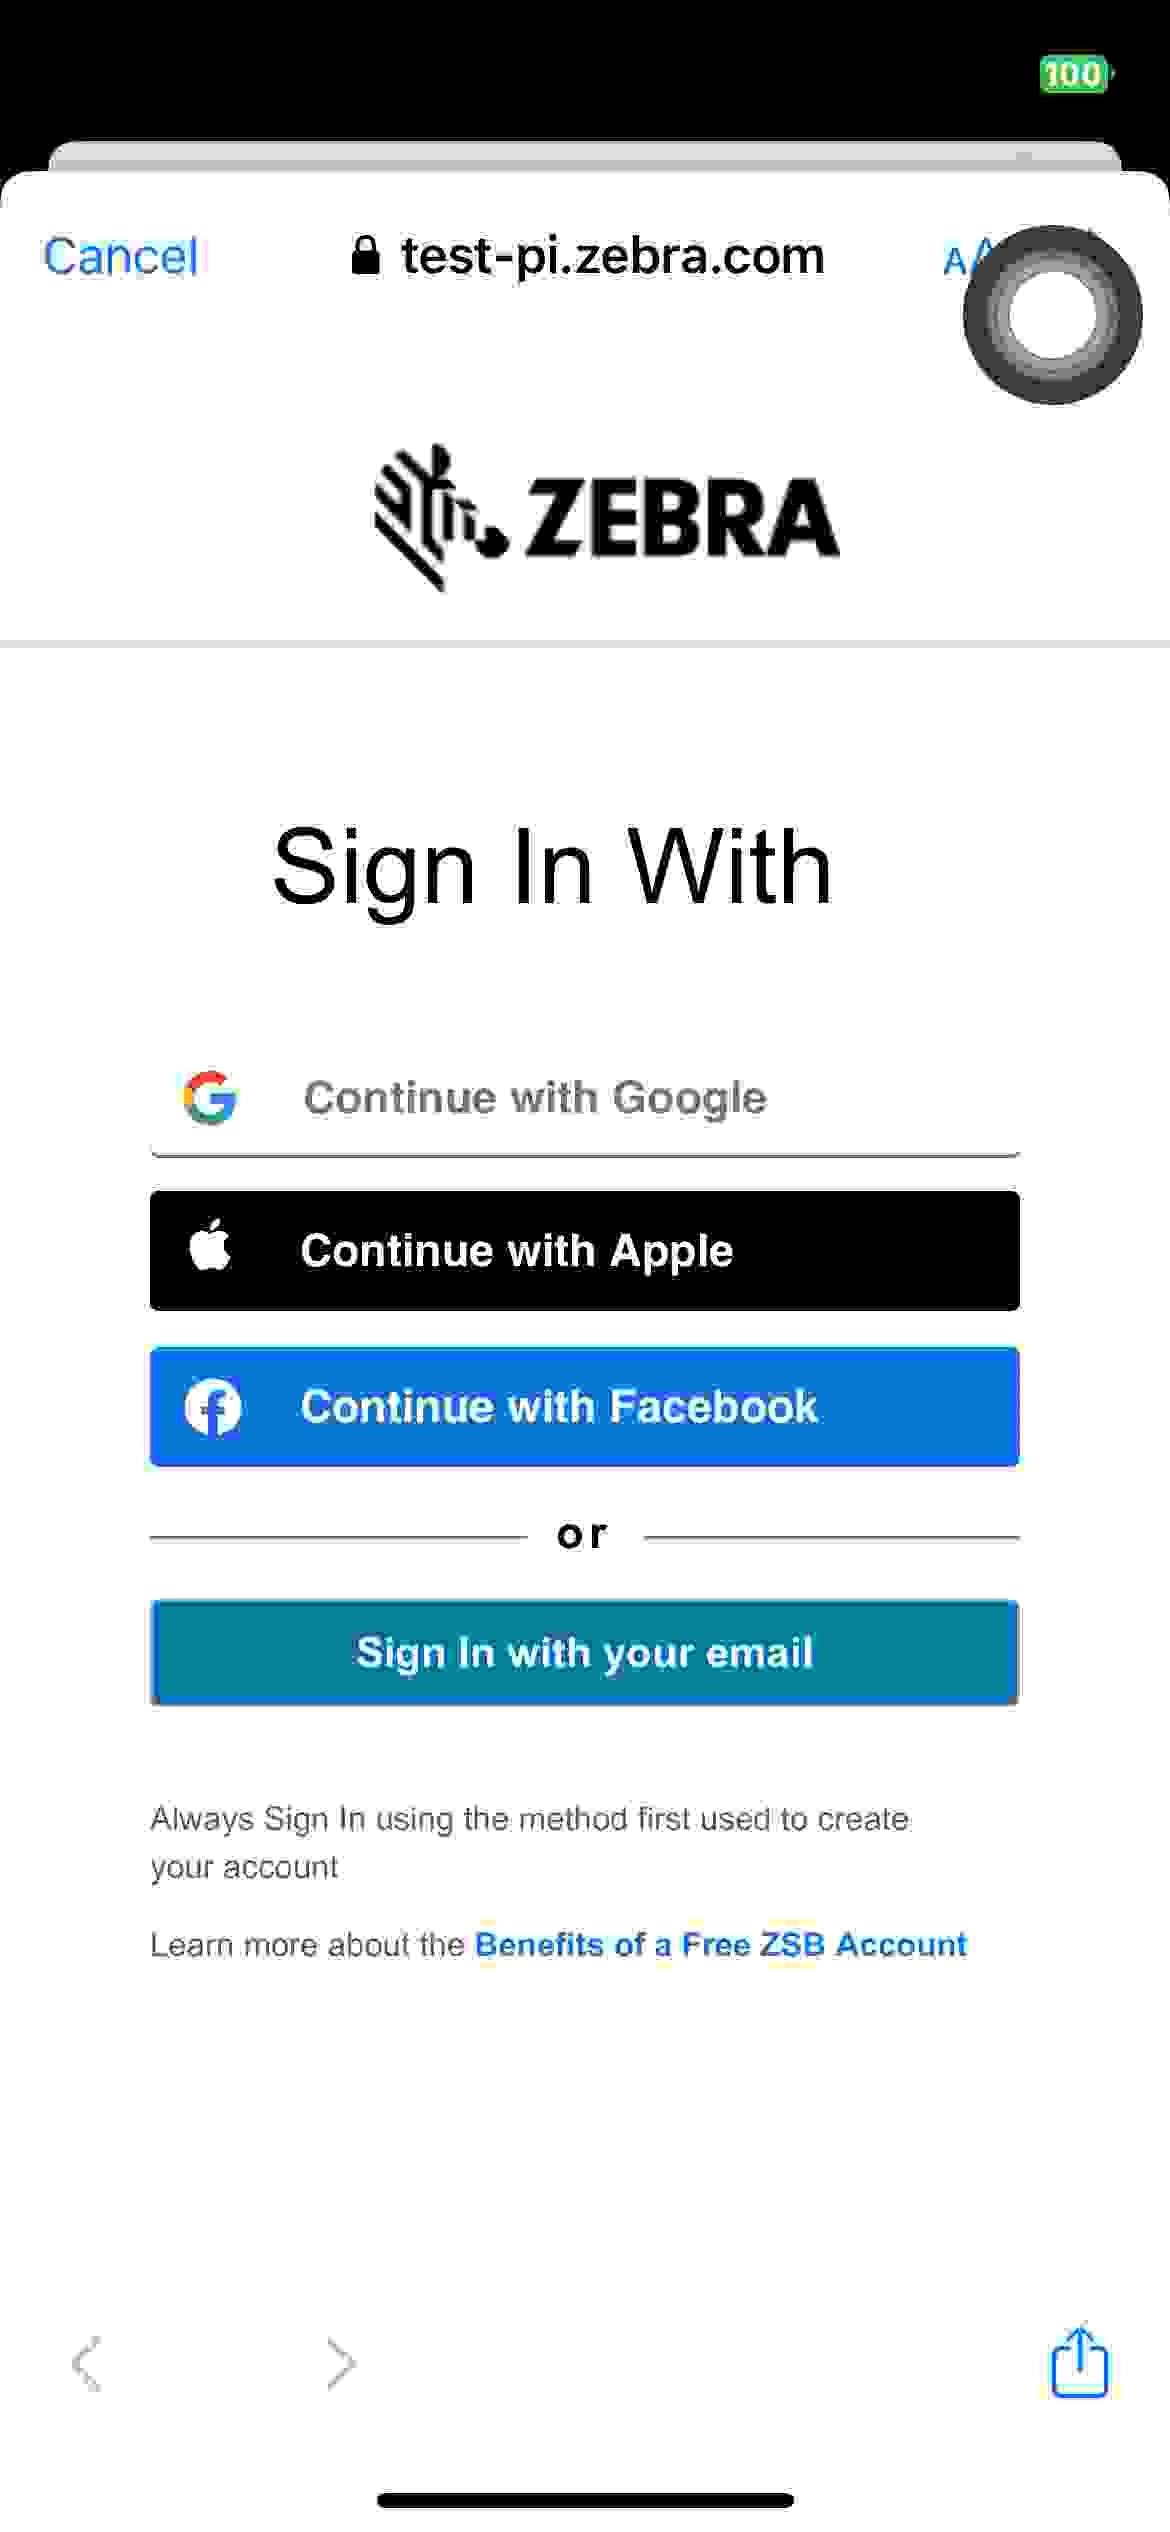 100
Cancel
test-pi.zebra.com
AA
ZEBRA
Sign In With
Continue with Google
Continue with Apple
Continue with Facebook
or
Sign In with your email
Always Sign In using the method first used to create
your account
Learn more about the Benefits of a Free ZSB Account